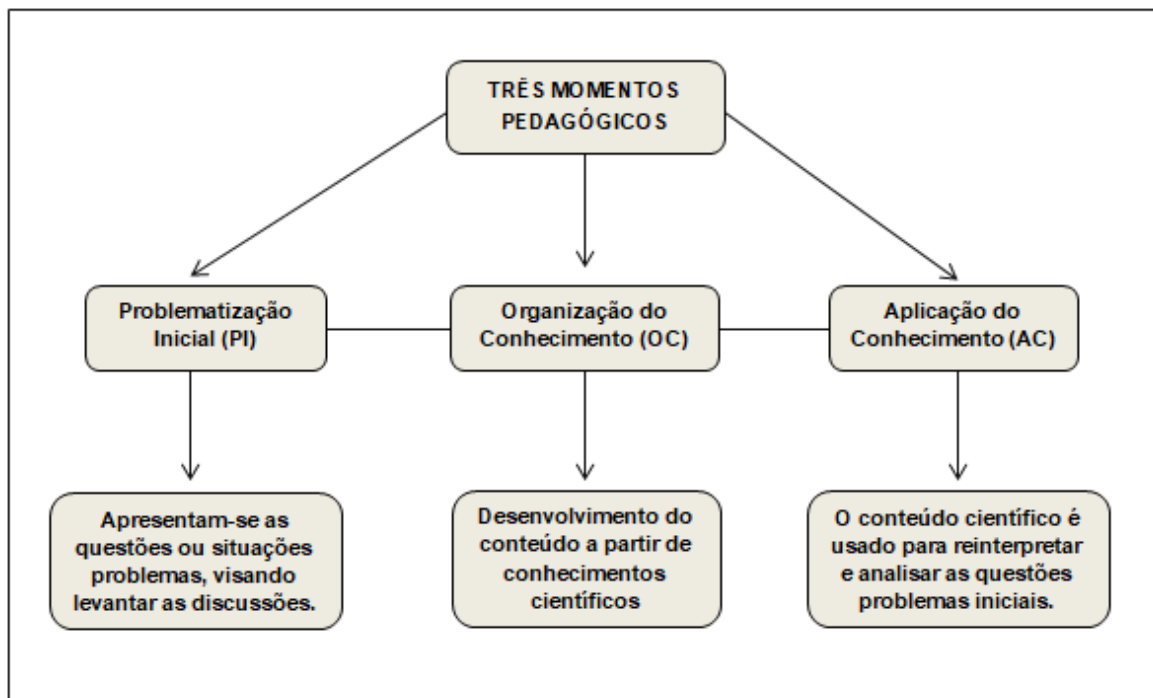 TRÊS MOMENTOS
PEDAGÓGICOS
Problematização
Inicial (PI)
Organização do
Conhecimento (OC)
Aplicação do
Conhecimento (AC)
Apresentam-se as
questões ou situações
problemas, visando
levantar as discussões.
Desenvolvimento do
conteúdo a partir de
conhecimentos
científicos
O conteúdo científico é
usado para reinterpretar
e analisar as questões
problemas iniciais.